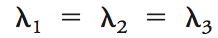 λ₁ = λ₂ = λ₃